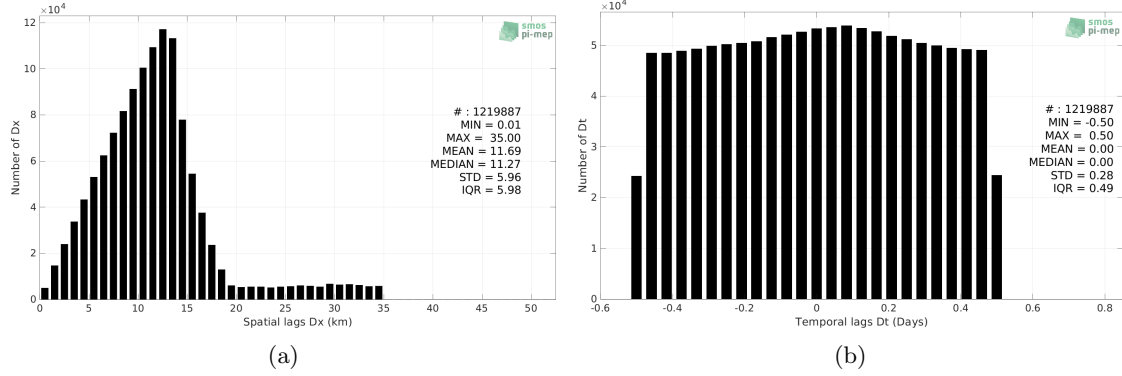 ×10⁴
12
10
8
6
4
2
0
Number of Dx
0 5 10 15 20 25 30 35 40 45 50
Spatial lags Dx (km)
smos
pi-mep
# : 1219887
MIN = 0.01
MAX = 35.00
MEAN = 11.69
MEDIAN = 11.27
STD = 5.96
IQR = 5.98
(a)
×10⁴
5
4
3
2
1
0
Number of Dt
-0.6 -0.4 -0.2 0 0.2 0.4 0.6 0.8
Temporal lags Dt (Days)
smos
pi-mep
# : 1219887
MIN = -0.50
MAX = 0.50
MEAN = 0.00
MEDIAN = 0.00
STD = 0.28
IQR = 0.49
(b)